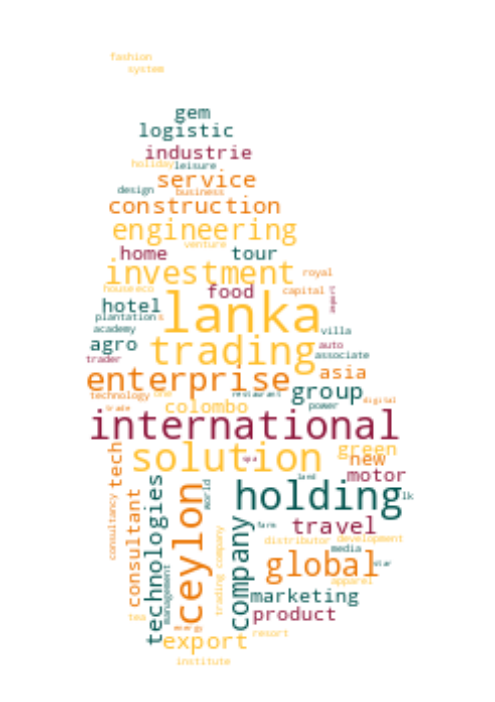 fashion
system
gem
logistic
industrie
holiday leisure
service
design business
construction
engineering
venture
home tour
investment royal
house eco food capital
hotel lanka
plantation
academy villa
agro trading auto
trader associate
enterprise asia
technology one restaurant group
trade colombo power digital
international
solution green
tech spa new
land motor
consultancy consultant technologies ceylon world holding lk
farm travel
distributor development
media
management trading company company global star
apparel
marketing
tea product
export resort
institute